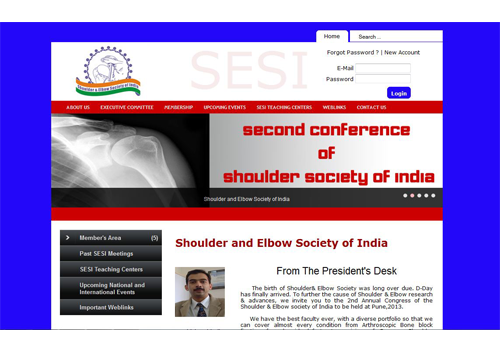 Home
Search ...
Forgot Password ? | New Account
SESI
E-Mail
Password
Login
Shoulder & Elbow Society of India
ABOUT US EXECUTIVE COMMITTEE MEMBERSHIP UPCOMING EVENTS SESI TEACHING CENTERS WEBLINKS CONTACT US
SECOND CONFERENCE
OF
SHOULDER SOCIETY OF INDIA
Shoulder and Elbow Society of India
Member's Area (5)
Past SESI Meetings
SESI Teaching Centers
Upcoming National and
International Events
Important Weblinks
Shoulder and Elbow Society of India
From The President's Desk
The birth of Shoulder& Elbow Society was long over due. D-Day
has finally arrived. To further the cause of Shoulder & Elbow research
& advances, we invite you to the 2nd Annual Congress of the
Shoulder & Elbow society of India to be held at Pune,2013.
We have the best faculty ever, with a diverse portfolio so that we
can cover almost every condition from Arthroscopic Bone block